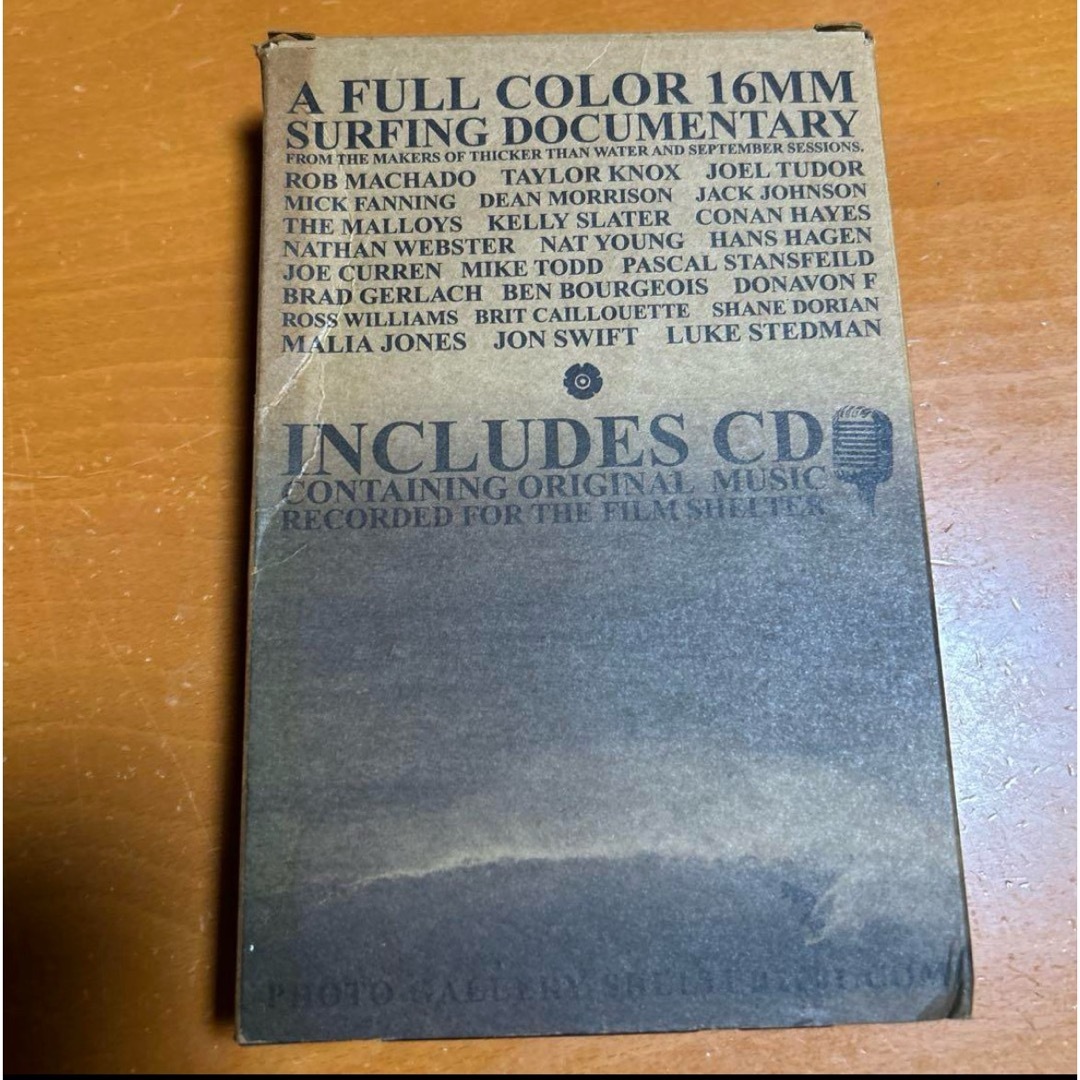 A FULL COLOR 16MM
SURFING DOCUMENTARY
FROM THE MAKERS OF THICKER THAN WATER AND SEPTEMBER SESSIONS.
ROB MACHADO TAYLOR KNOX JOEL TUDOR
MICK FANNING DEAN MORRISON JACK JOHNSON
THE MALLOYS KELLY SLATER CONAN HAYES
NATHAN WEBSTER NAT YOUNG HANS HAGEN
JOE CURREN MIKE TODD PASCAL STANSFEILD
BRAD GERLACH BEN BOURGEOIS DONAVON F
ROSS WILLIAMS BRIT CAILLOUETTE SHANE DORIAN
MALIA JONES JON SWIFT LUKE STEDMAN
INCLUDES CD
CONTAINING ORIGINAL MUSIC
RECORDED FOR THE FILM SHELTER
PHOTO GALLERY